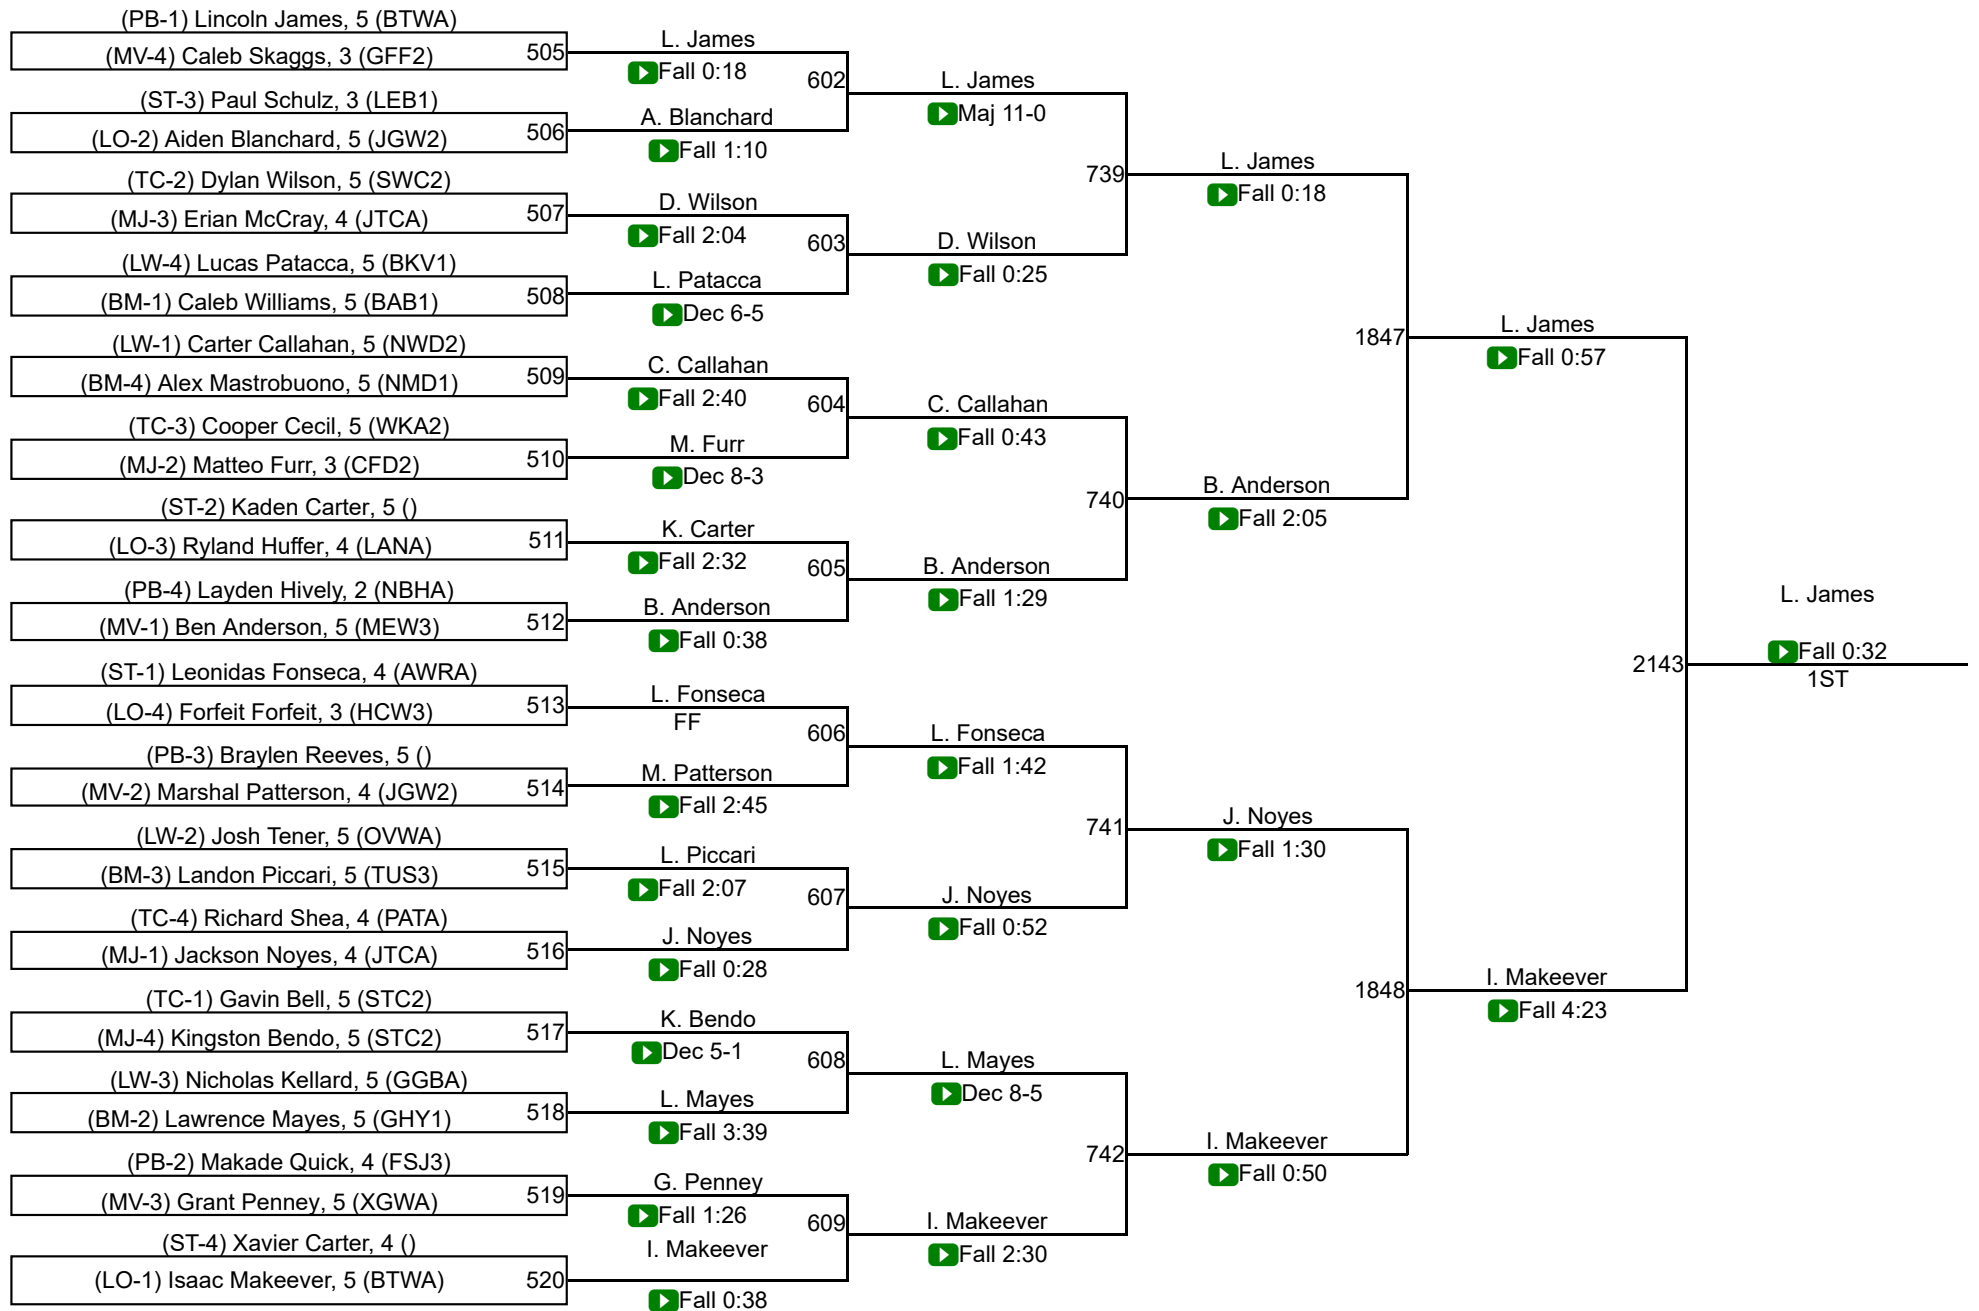 (PB-1) Lincoln James, 5 (BTWA)
(MV-4) Caleb Skaggs, 3 (GFF2)
505
(ST-3) Paul Schulz, 3 (LEB1)
(LO-2) Aiden Blanchard, 5 (JGW2)
506
(TC-2) Dylan Wilson, 5 (SWC2)
(MJ-3) Erian McCray, 4 (JTCA)
507
(LW-4) Lucas Patacca, 5 (BKV1)
(BM-1) Caleb Williams, 5 (BAB1)
508
(LW-1) Carter Callahan, 5 (NWD2)
(BM-4) Alex Mastrobuono, 5 (NMD1)
509
(TC-3) Cooper Cecil, 5 (WKA2)
(MJ-2) Matteo Furr, 3 (CFD2)
510
(ST-2) Kaden Carter, 5 ()
(LO-3) Ryland Huffer, 4 (LANA)
511
(PB-4) Layden Hively, 2 (NBHA)
(MV-1) Ben Anderson, 5 (MEW3)
512
(ST-1) Leonidas Fonseca, 4 (AWRA)
(LO-4) Forfeit Forfeit, 3 (HCW3)
513
(PB-3) Braylen Reeves, 5 ()
(MV-2) Marshal Patterson, 4 (JGW2)
514
(LW-2) Josh Tener, 5 (OVWA)
(BM-3) Landon Piccari, 5 (TUS3)
515
(TC-4) Richard Shea, 4 (PATA)
(MJ-1) Jackson Noyes, 4 (JTCA)
516
(TC-1) Gavin Bell, 5 (STC2)
(MJ-4) Kingston Bendo, 5 (STC2)
517
(LW-3) Nicholas Kellard, 5 (GGBA)
(BM-2) Lawrence Mayes, 5 (GHY1)
518
(PB-2) Makade Quick, 4 (FSJ3)
(MV-3) Grant Penney, 5 (XGWA)
519
(ST-4) Xavier Carter, 4 ()
(LO-1) Isaac Makeever, 5 (BTWA)
520
L. James
Fall 0:18
602
A. Blanchard
Fall 1:10
D. Wilson
Fall 2:04
603
L. Patacca
Dec 6-5
C. Callahan
Fall 2:40
604
M. Furr
Dec 8-3
K. Carter
Fall 2:32
605
B. Anderson
Fall 0:38
L. Fonseca
FF
606
M. Patterson
Fall 2:45
L. Piccari
Fall 2:07
607
J. Noyes
Fall 0:28
K. Bendo
Dec 5-1
608
L. Mayes
Fall 3:39
G. Penney
Fall 1:26
609
I. Makeever
Fall 0:38
L. James
Maj 11-0
739
D. Wilson
Fall 0:25
C. Callahan
Fall 0:43
740
B. Anderson
Fall 1:29
L. Fonseca
Fall 1:42
741
J. Noyes
Fall 0:52
L. Mayes
Dec 8-5
742
I. Makeever
Fall 2:30
L. James
Fall 0:18
1847
B. Anderson
Fall 2:05
J. Noyes
Fall 1:30
1848
I. Makeever
Fall 0:50
L. James
Fall 0:57
2143
I. Makeever
Fall 4:23
L. James
Fall 0:32
1ST